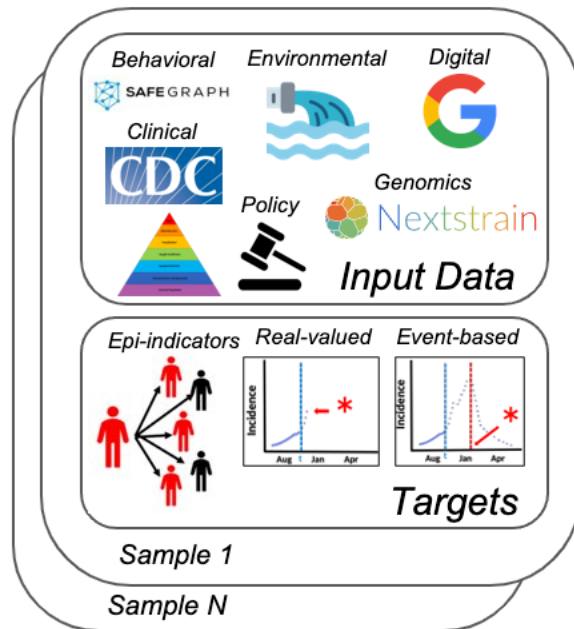 Behavioral
SAFEGRAPH
Environmental
Digital
Clinical
CDC
Policy
Genomics
Nextstrain
Input Data
Epi-indicators
Real-valued
Incidence
Aug
t
Jan
Apr
*
Event-based
Incidence
Aug
t
Jan
Apr
*
Targets
Sample 1
Sample N